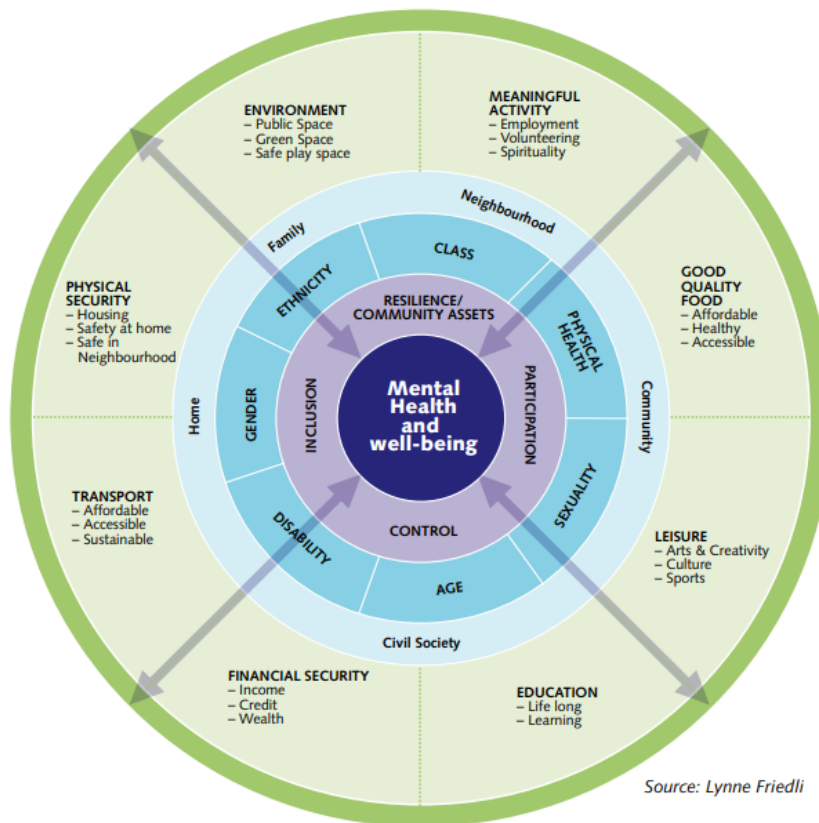 ENVIRONMENT
– Public Space
– Green Space
– Safe play space
MEANINGFUL
ACTIVITY
– Employment
– Volunteering
– Spirituality
PHYSICAL
SECURITY
– Housing
– Safety at home
– Safe in
Neighbourhood
GOOD
QUALITY
FOOD
– Affordable
– Healthy
– Accessible
TRANSPORT
– Affordable
– Accessible
– Sustainable
LEISURE
– Arts & Creativity
– Culture
– Sports
FINANCIAL SECURITY
– Income
– Credit
– Wealth
EDUCATION
– Life long
– Learning
Family
Neighbourhood
Home
Community
Civil Society
ETHNICITY
CLASS
PHYSICAL
HEALTH
GENDER
SEXUALITY
DISABILITY
AGE
RESILIENCE/
COMMUNITY ASSETS
INCLUSION
PARTICIPATION
CONTROL
Mental
Health
and
well-being
Source: Lynne Friedli